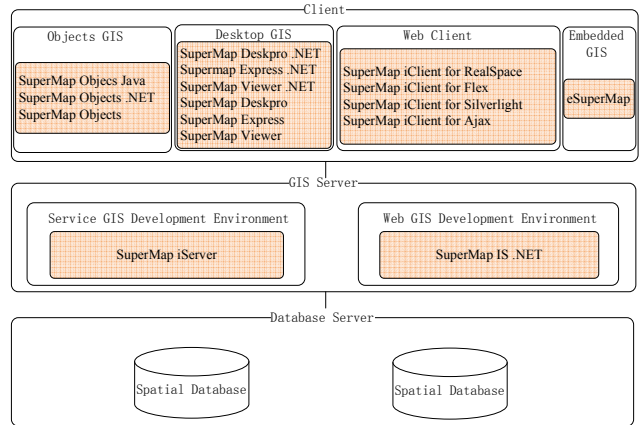 Client
Objects GIS
SuperMap Objecs Java
SuperMap Objects .NET
SuperMap Objects
Desktop GIS
SuperMap Deskpro .NET
Supermap Express .NET
SuperMap Viewer .NET
SuperMap Deskpro
SuperMap Express
SuperMap Viewer
Web Client
SuperMap iClient for RealSpace
SuperMap iClient for Flex
SuperMap iClient for Silverlight
SuperMap iClient for Ajax
Embedded
GIS
eSuperMap
GIS Server
Service GIS Development Environment
SuperMap iServer
Web GIS Development Environment
SuperMap IS .NET
Database Server
Spatial Database
Spatial Database